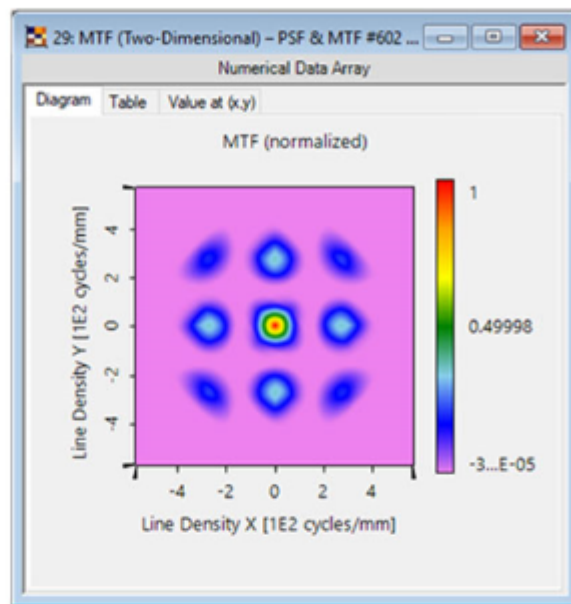 29: MTF (Two-Dimensional) – PSF & MTF #602 ...
Numerical Data Array
Diagram Table Value at (x,y)
MTF (normalized)
Line Density Y [1E2 cycles/mm]
4
2
0
-2
-4
-4 -2 0 2 4
Line Density X [1E2 cycles/mm]
1
0.49998
-3...E-05